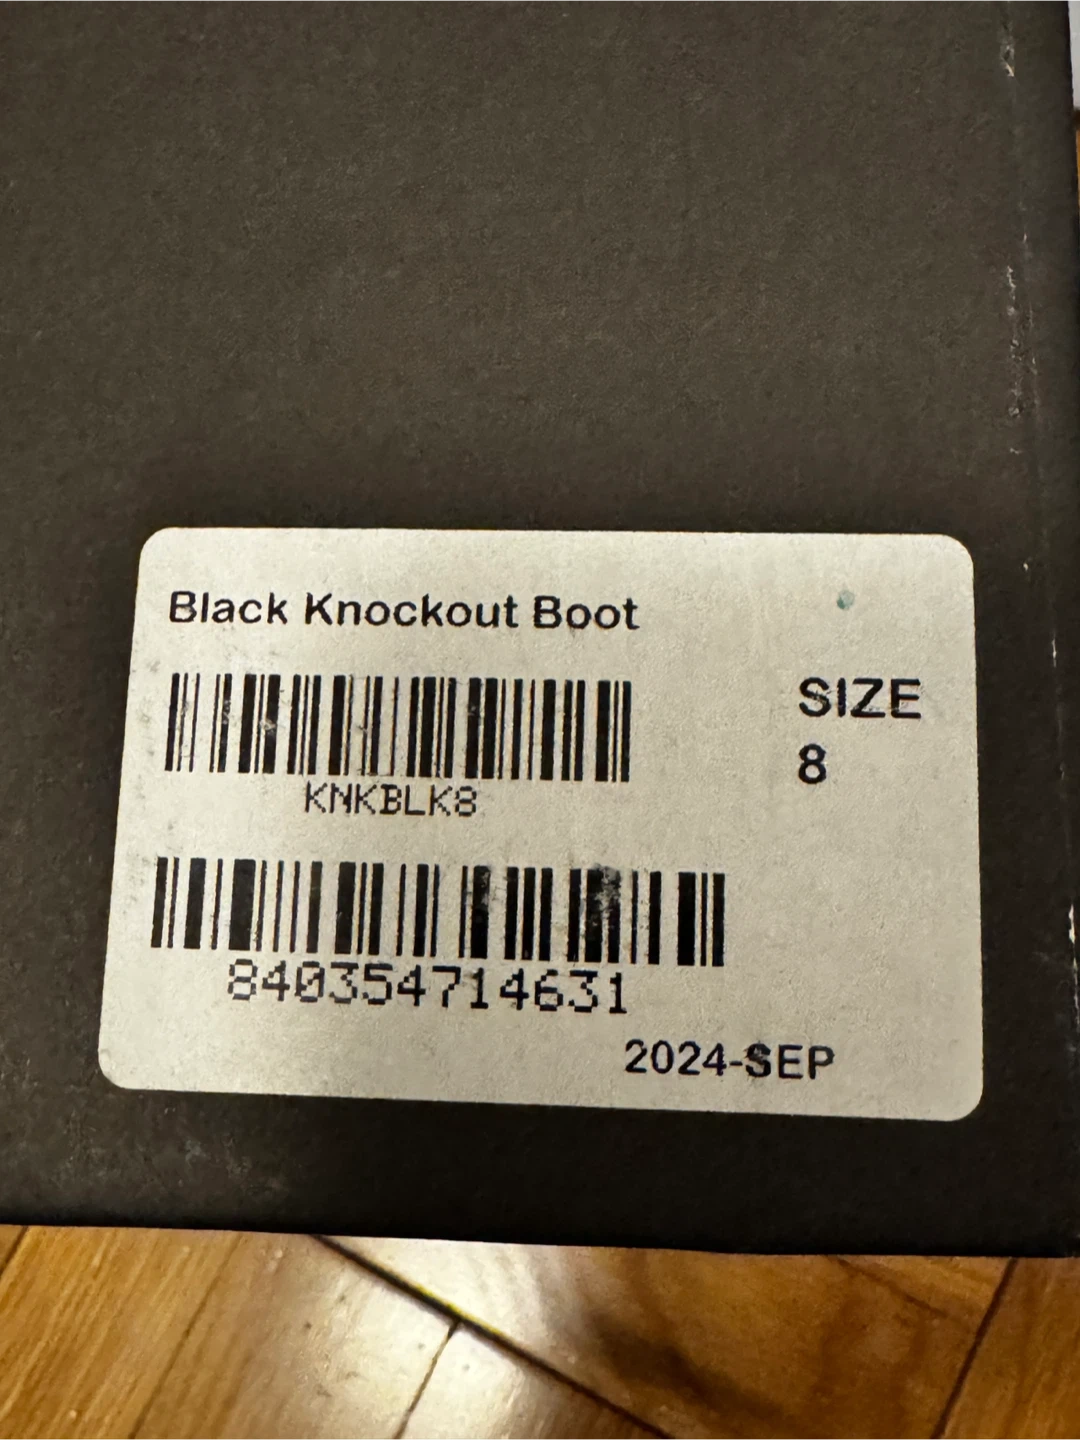 Black Knockout Boot
SIZE
8
KNKBLK8
840354714631
2024-SEP